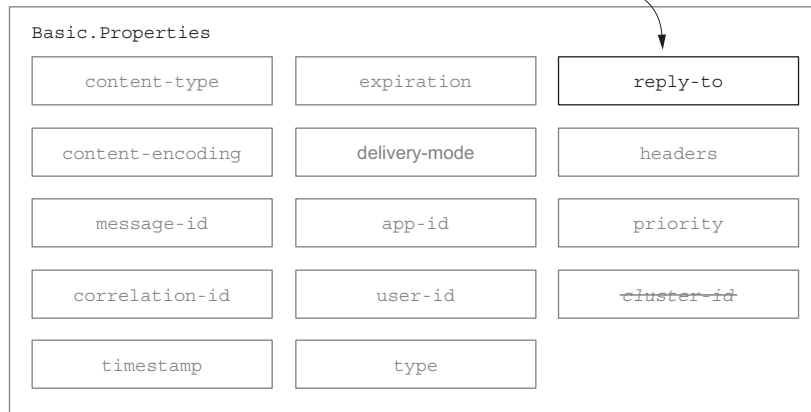 Basic.Properties
content-type expiration reply-to
content-encoding delivery-mode headers
message-id app-id priority
correlation-id user-id cluster-id
timestamp type